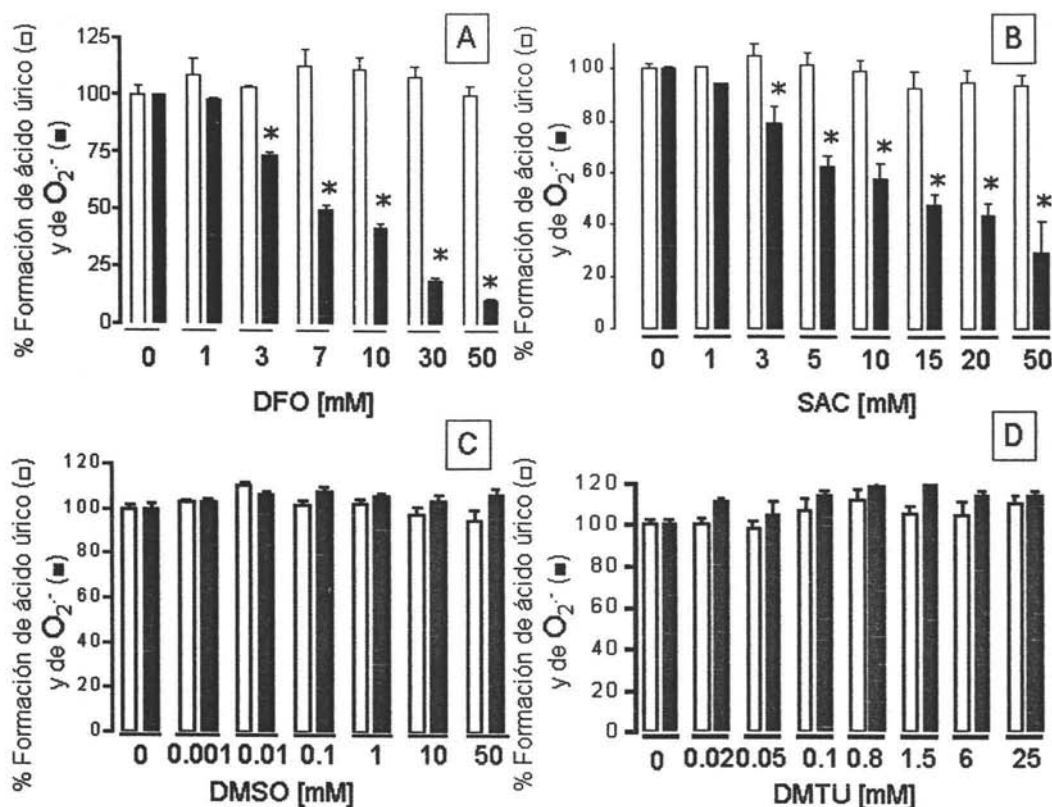 A
% Formación de ácido úrico (□)
y de O₂·⁻ (■)
125
100
75
50
25
0
* * * * *
0 1 3 7 10 30 50
DFO [mM]
B
% Formación de ácido úrico (□)
y de O₂·⁻ (■)
100
80
60
40
20
0
* * * * * *
0 1 3 5 10 15 20 50
SAC [mM]
C
% Formación de ácido úrico (□)
y de O₂·⁻ (■)
120
100
80
60
40
20
0
0 0.001 0.01 0.1 1 10 50
DMSO [mM]
D
% Formación de ácido úrico (□)
y de O₂·⁻ (■)
120
100
80
60
40
120
0
0 0.02 0.05 0.1 0.8 1.5 6 25
DMTU [mM]